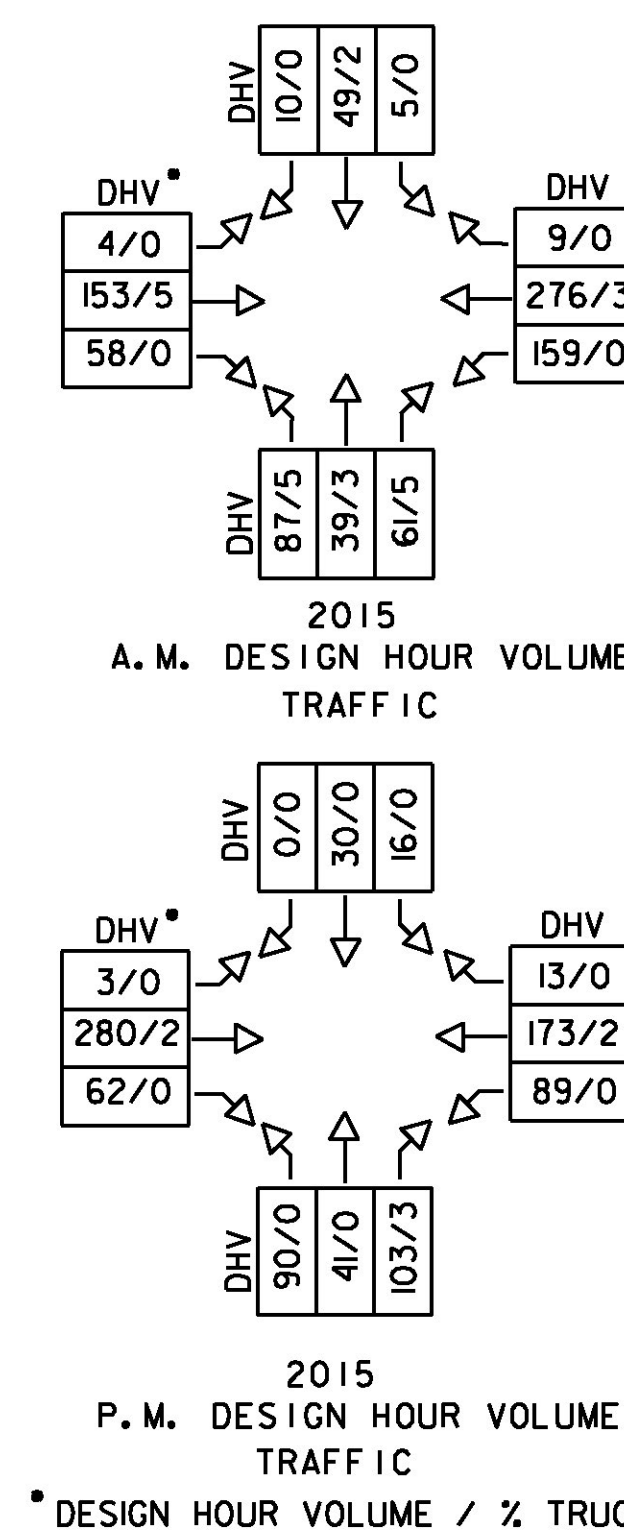 DHV
10/0
49/2
5/0
DHV*
4/0
153/5
58/0
DHV
9/0
276/3
159/0
DHV
87/5
39/3
61/5
2015
A.M. DESIGN HOUR VOLUME
TRAFFIC
DHV
0/0
30/0
16/0
DHV*
3/0
280/2
62/0
DHV
13/0
173/2
89/0
DHV
90/0
41/0
103/3
2015
P.M. DESIGN HOUR VOLUME
TRAFFIC
* DESIGN HOUR VOLUME / %